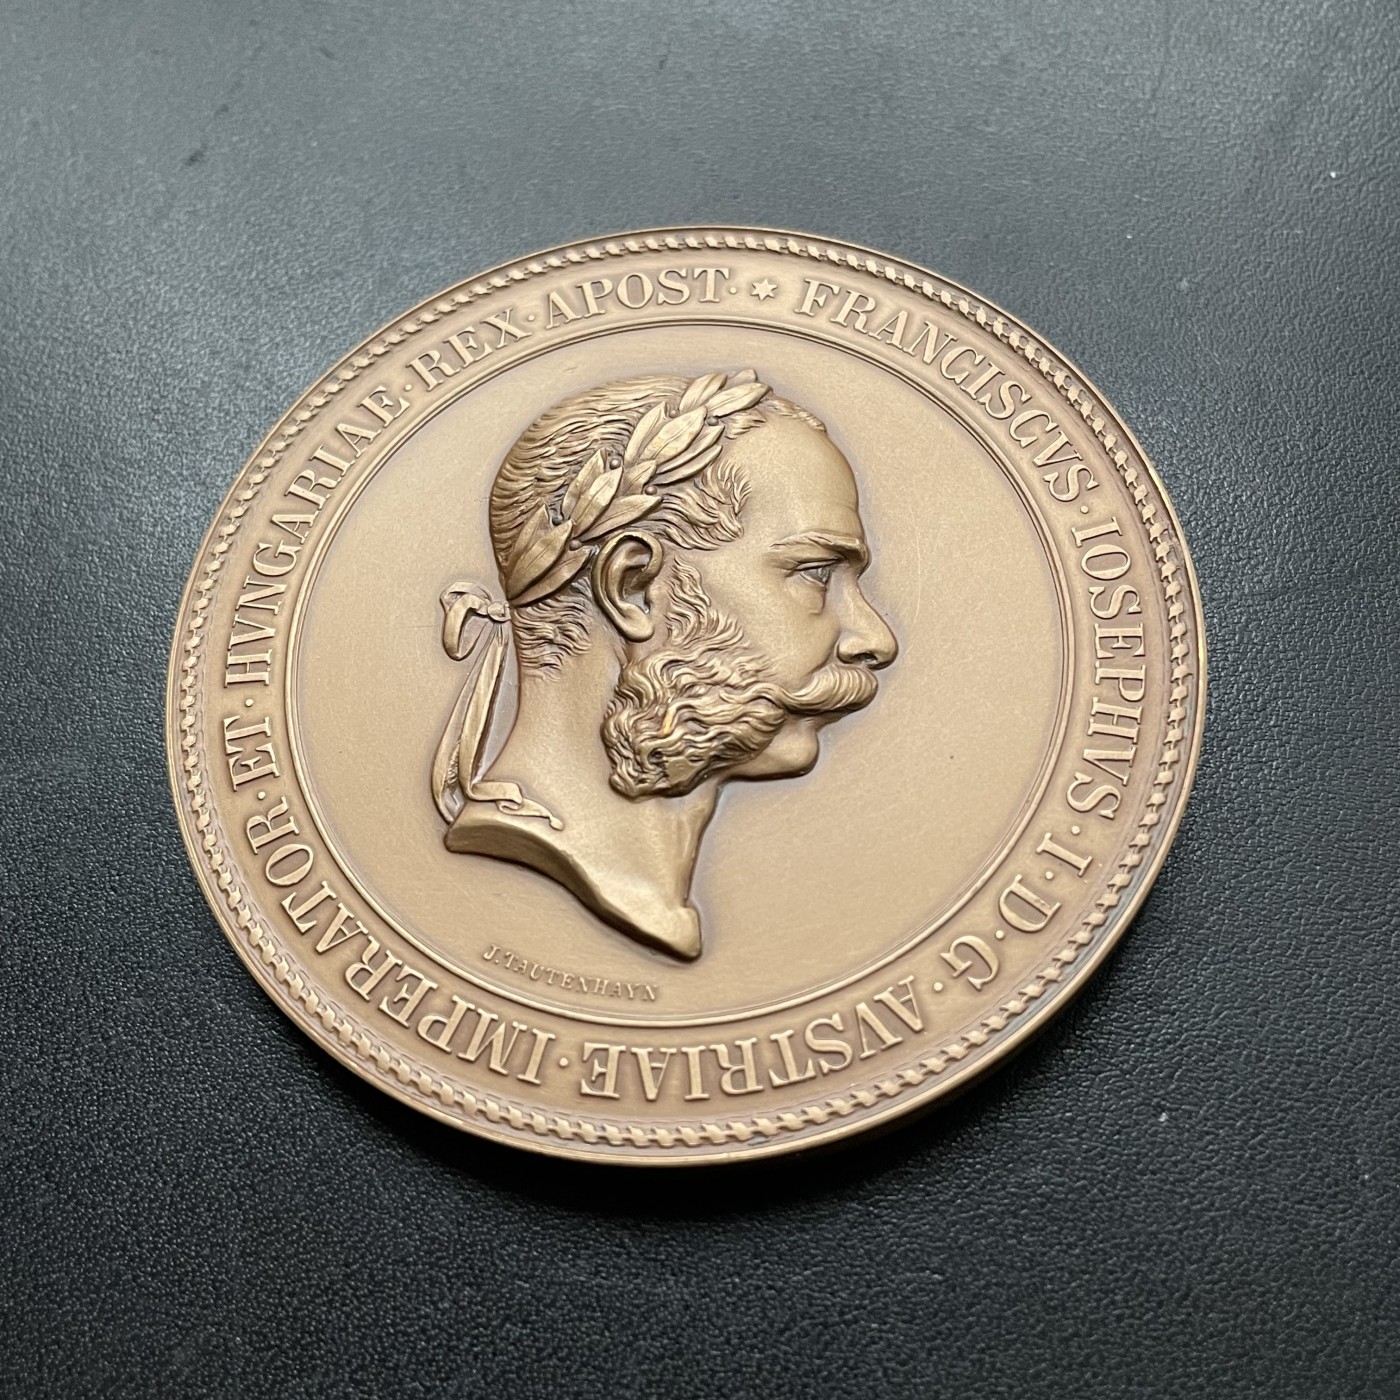 FRANCISCVS · IOSEPHVS · I · D · G · AVSTRIAE · IMPERATOR · ET · HVNGARIAE · REX · APOST · *
J. TAUTENHAYN